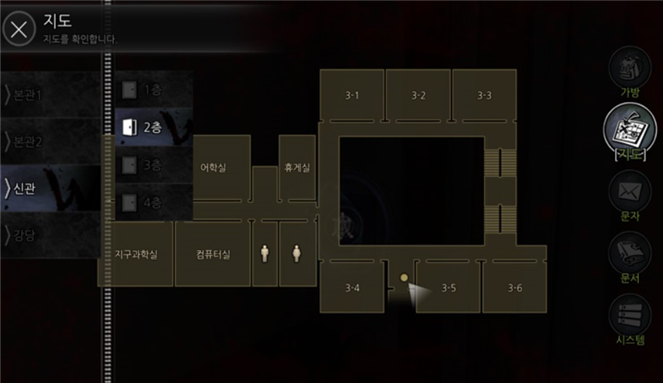 지도
지도를 확인합니다.
본관1
본관2
신관
강당
1층
2층
3층
4층
어학실
휴게실
지구과학실
컴퓨터실
3-1
3-2
3-3
3-4
3-5
3-6
가방
[지도]
문자
문서
시스템